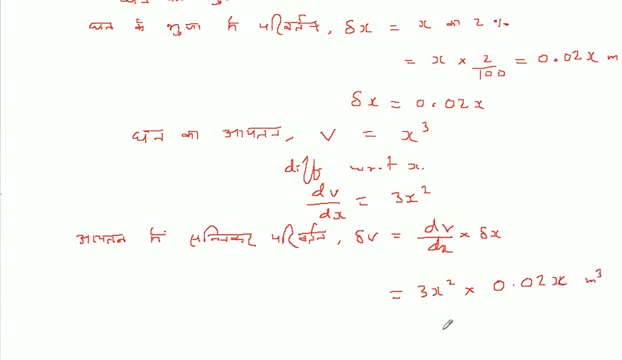 घन के भुजा में परिवर्तन, δx = x का 2 %
= x × 2/100 = 0.02x m
δx = 0.02x
घन का आयतन, V = x³
diff w.r.t x.
dv/dx = 3x²
आयतन में सन्निकट परिवर्तन, δV = dv/dx × δx
= 3x² × 0.02x m³